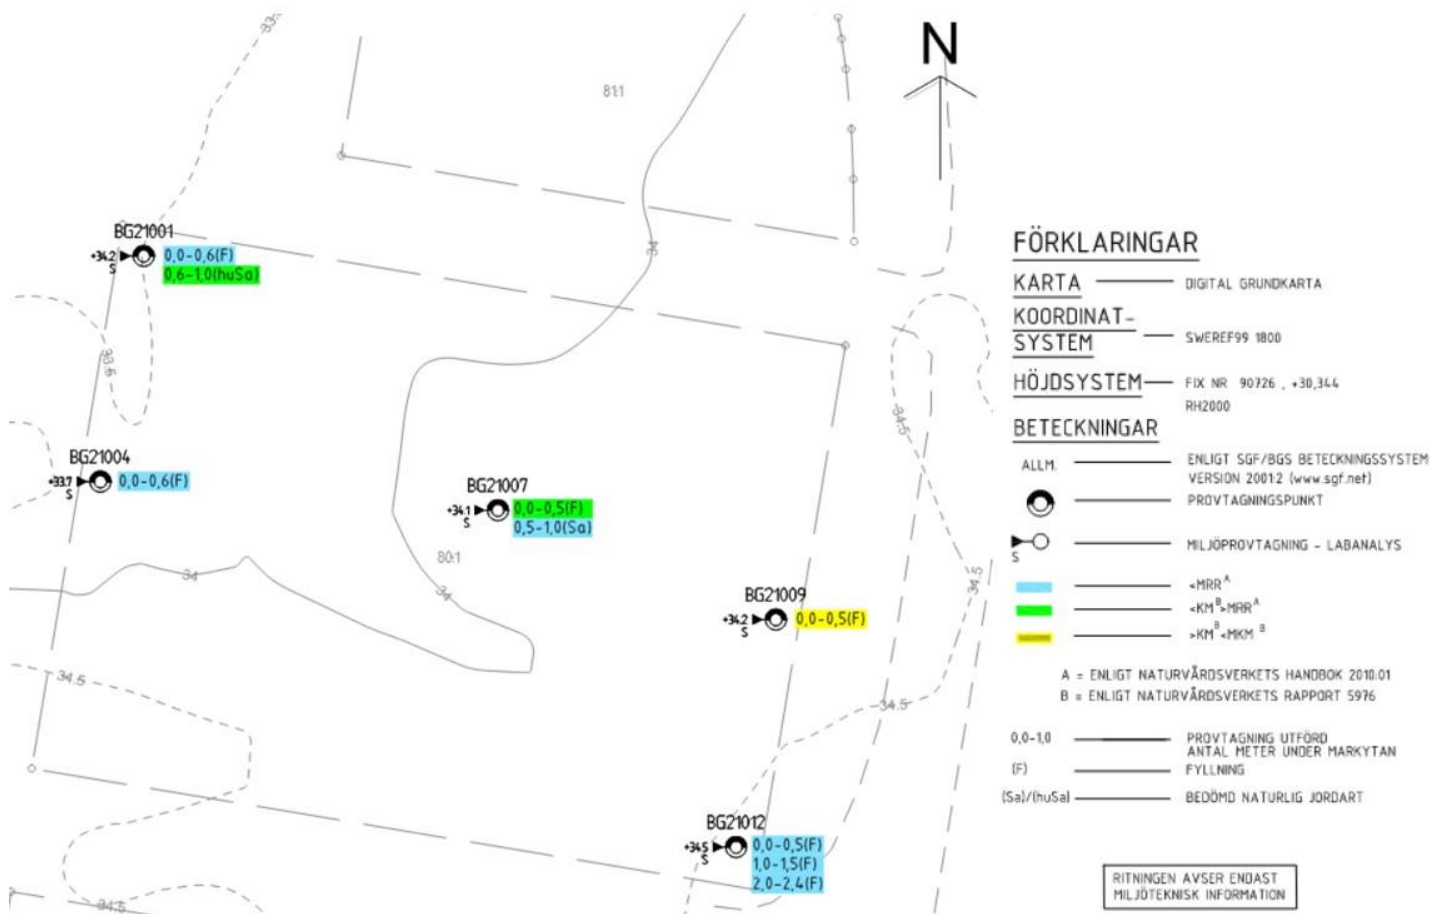 33.5
81:1
N
34
BG21001
+34.2
S
0,0-0,6(F)
0,6-1,0(huSa)
33.5
BG21004
+33.7
S
0,0-0,6(F)
BG21007
+34.1
S
0,0-0,5(F)
0,5-1,0(Sa)
80:1
34
34
BG21009
+34.2
S
0,0-0,5(F)
34.5
34.5
34.5
34.5
BG21012
+34.5
S
0,0-0,5(F)
1,0-1,5(F)
2,0-2,4(F)
34.5
FÖRKLARINGAR
KARTA DIGITAL GRUNDKARTA
KOORDINAT-
SYSTEM SWEREF99 1800
HÖJDSYSTEM FIX NR 90726 , +30,344
RH2000
BETECKNINGAR
ALLM. ENLIGT SGF/BGS BETECKNINGSSYSTEM
VERSION 2001:2 (www.sgf.net)
PROVTAGNINGSPUNKT
S MILJÖPROVTAGNING - LABANALYS
<MRR A
<KM B >MRR A
>KM B <MKM B
A = ENLIGT NATURVÅRDSVERKETS HANDBOK 2010:01
B = ENLIGT NATURVÅRDSVERKETS RAPPORT 5976
0,0-1,0 PROVTAGNING UTFÖRD
ANTAL METER UNDER MARKYTAN
(F) FYLLNING
(Sa)/(huSa) BEDÖMD NATURLIG JORDART
RITNINGEN AVSER ENDAST
MILJÖTEKNISK INFORMATION